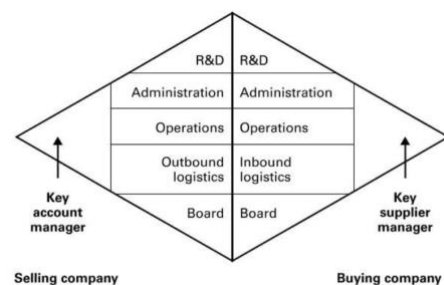 R&D R&D
Administration Administration
Operations Operations
Outbound logistics Inbound logistics
Board Board
Key account manager
Key supplier manager
Selling company
Buying company